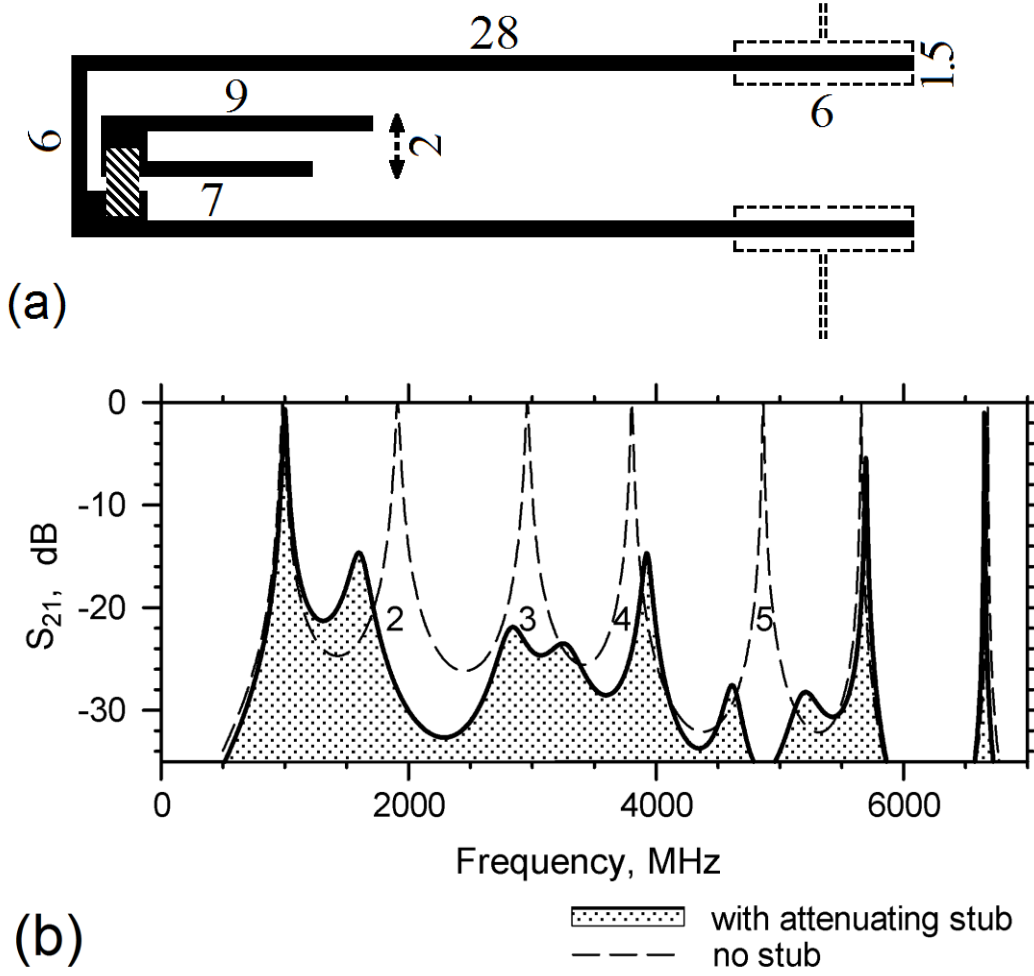 28
1.5
9
6
6
2
7
(a)
0
2
3
4
5
-10
-20
-30
S21, dB
0 2000 4000 6000
Frequency, MHz
(b)
with attenuating stub
no stub